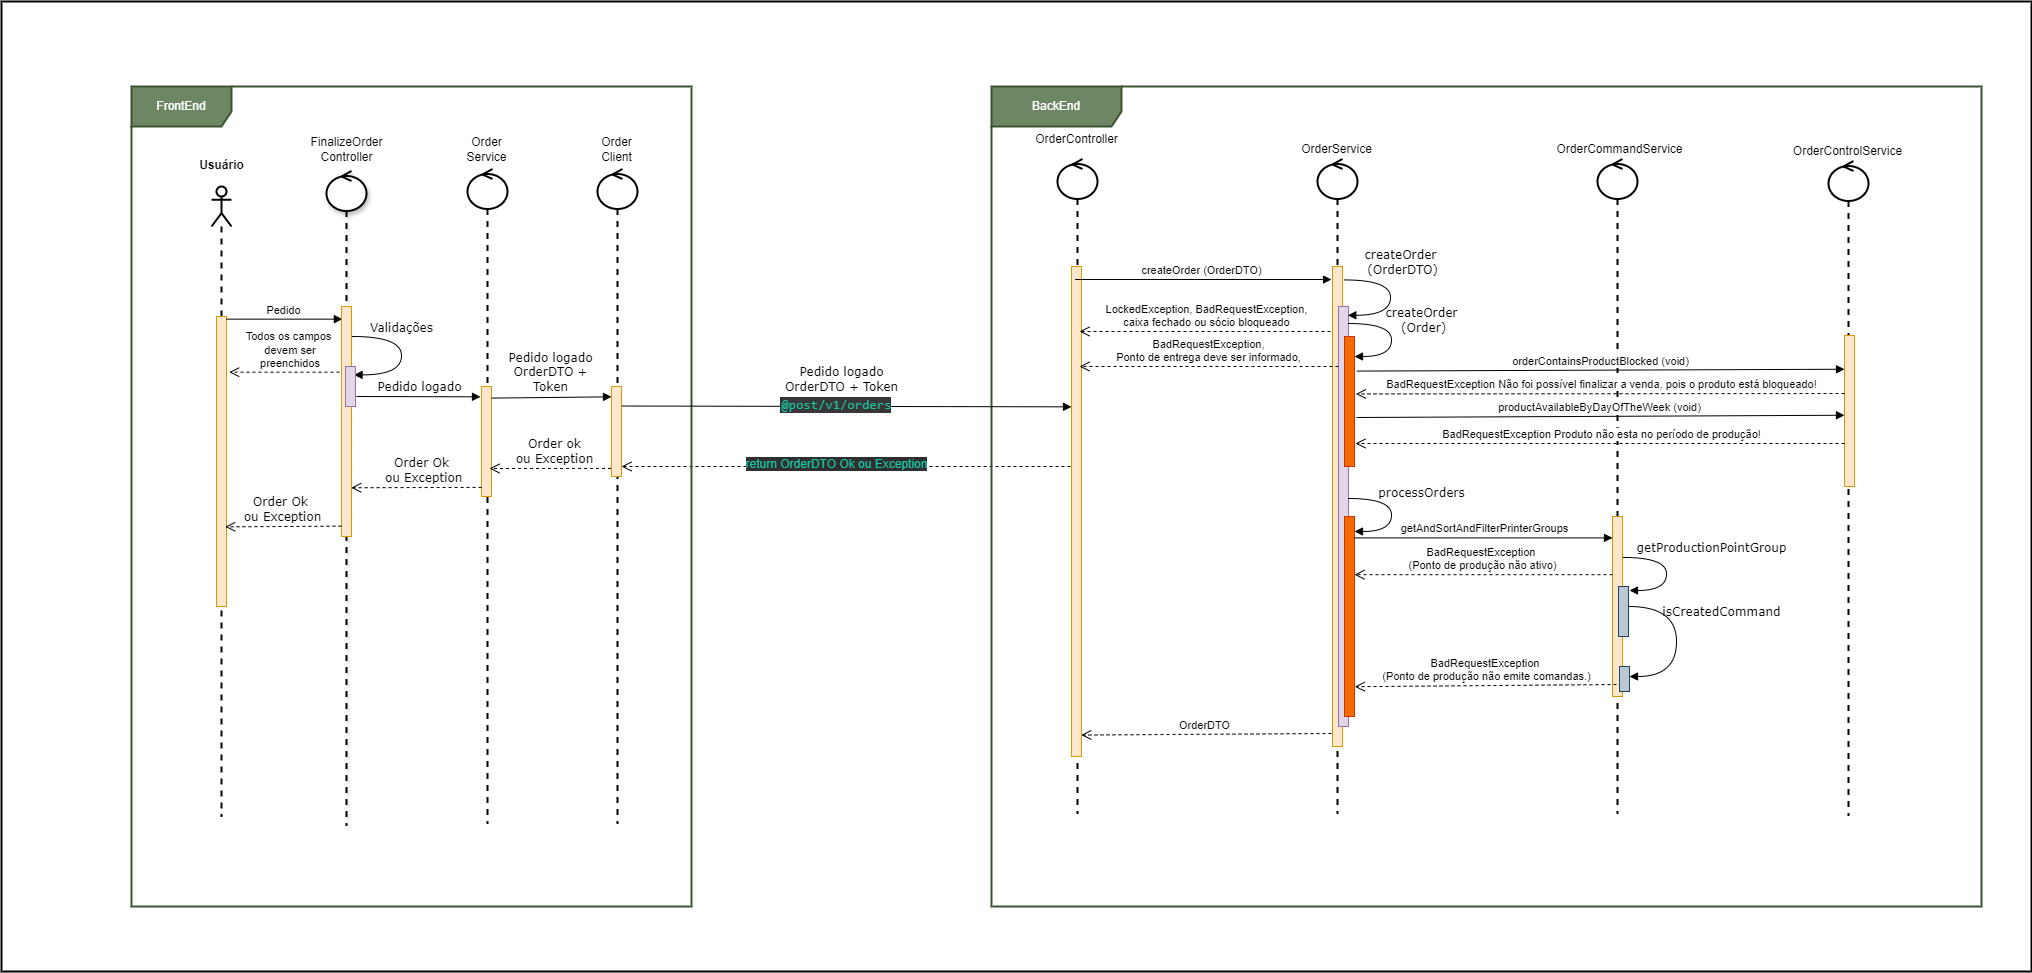 FrontEnd
BackEnd
Usuário
FinalizeOrder
Controller
Order
Service
Order
Client
OrderController
OrderService
OrderCommandService
OrderControlService
Pedido
Validações
Todos os campos
devem ser
preenchidos
Pedido logado
Pedido logado
OrderDTO +
Token
Pedido logado
OrderDTO + Token
@post/v1/orders
return OrderDTO Ok ou Exception
Order ok
ou Exception
Order Ok
ou Exception
Order Ok
ou Exception
createOrder (OrderDTO)
createOrder
(OrderDTO)
LockedException, BadRequestException,
caixa fechado ou sócio bloqueado
createOrder
(Order)
BadRequestException,
Ponto de entrega deve ser informado,
orderContainsProductBlocked (void)
BadRequestException Não foi possível finalizar a venda, pois o produto está bloqueado!
productAvailableByDayOfTheWeek (void)
BadRequestException Produto não esta no período de produção!
processOrders
getAndSortAndFilterPrinterGroups
getProductionPointGroup
BadRequestException
(Ponto de produção não ativo)
isCreatedCommand
BadRequestException
(Ponto de produção não emite comandas.)
OrderDTO